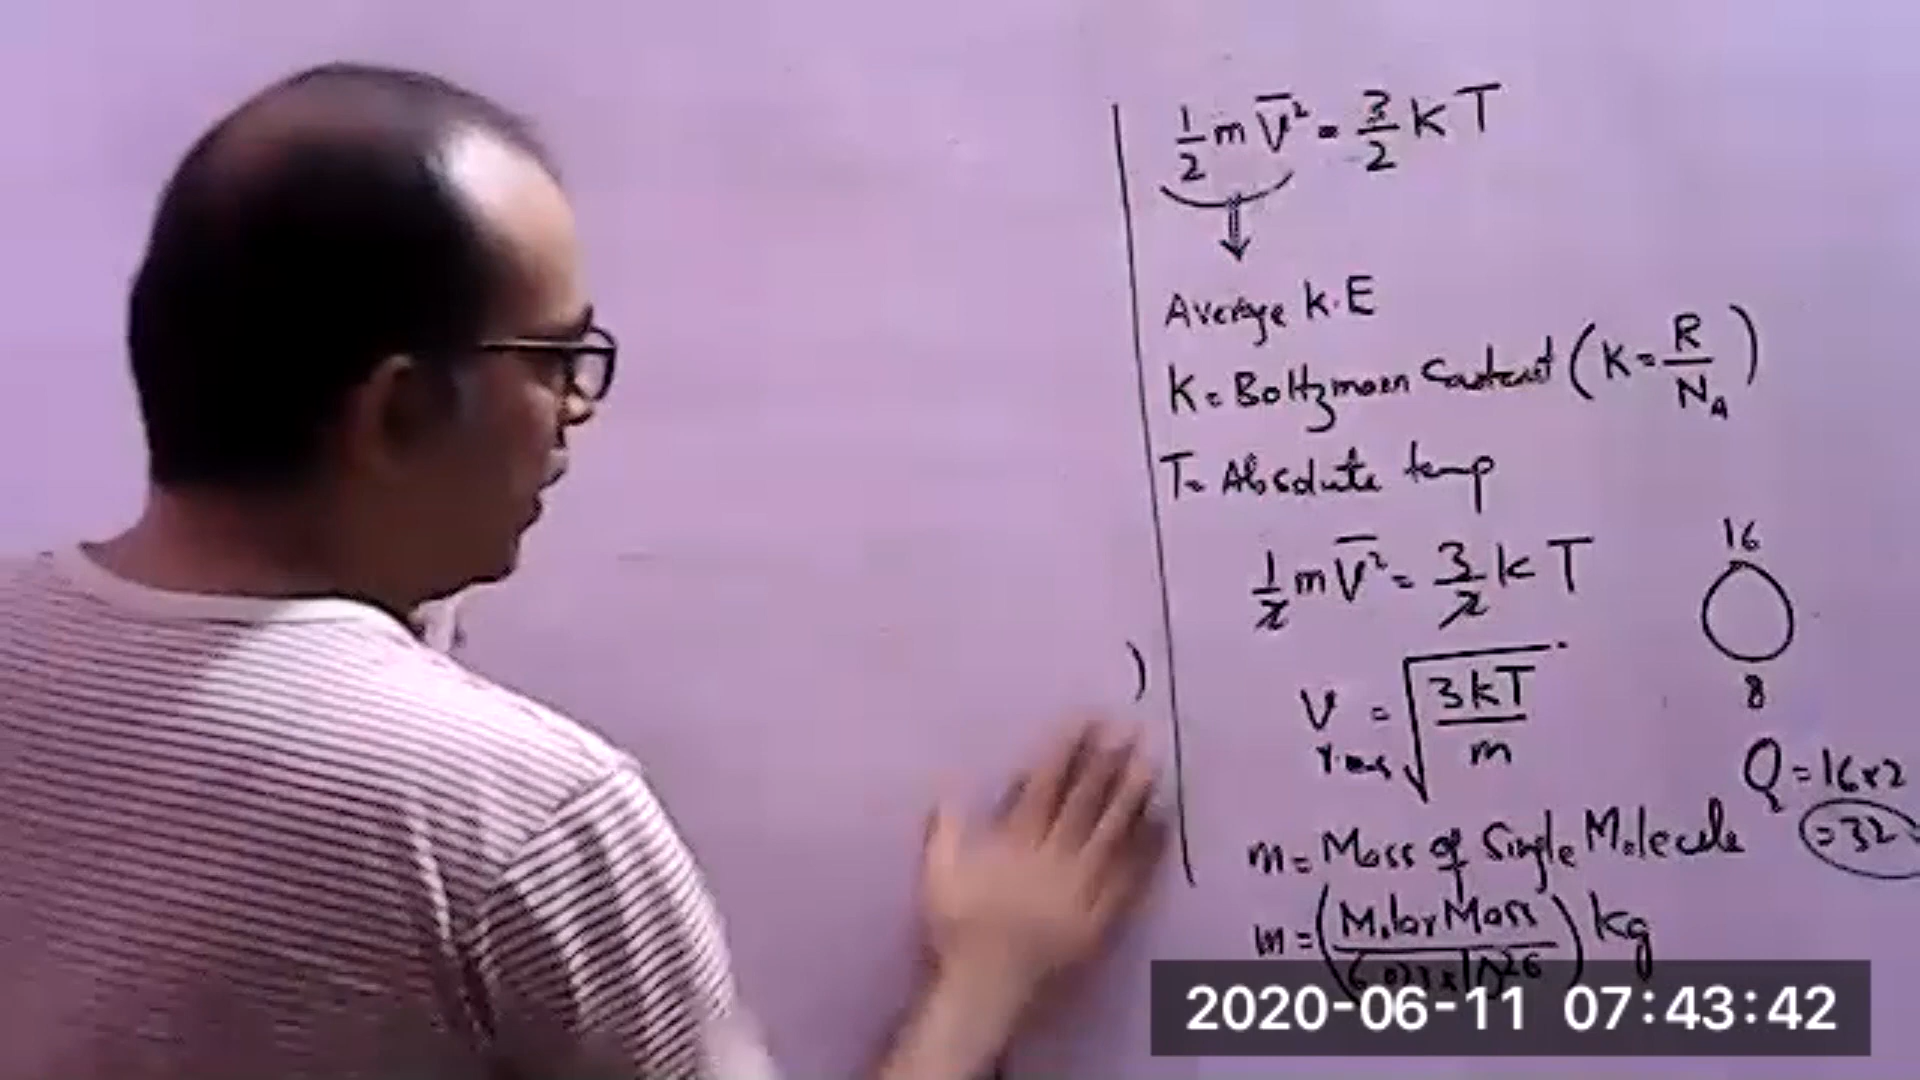 1/2 m V̄² = 3/2 k T
Average k.E
K = Boltzmann Constant (K = R/N_A)
T = Absolute temp
1/2 m V̄² = 3/2 k T
16
8
V rms = √(3kT/m)
O₂ = 16×2
= 32
m = Mass of Single Molecule
m = (Molar Mass / 6.023×10²⁶) kg
2020-06-11 07:43:42